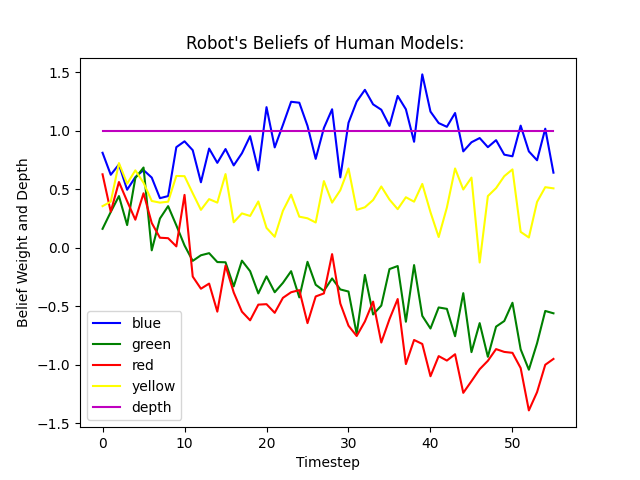 Robot's Beliefs of Human Models:
Belief Weight and Depth
1.5
1.0
0.5
0.0
−0.5
−1.0
−1.5
blue
green
red
yellow
depth
0 10 20 30 40 50
Timestep